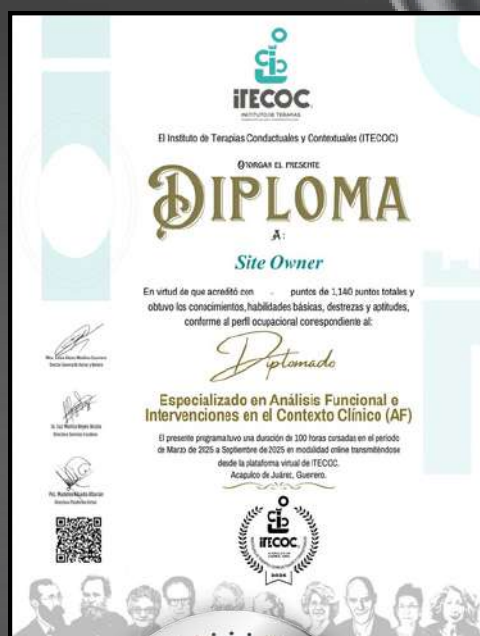 iTECOC
INSTITUTO DE TERAPIAS
El Instituto de Terapias Conductuales y Contextuales (ITECOC)
OTORGAN EL PRESENTE
DIPLOMA
A:
Site Owner
En virtud de que acreditó con - puntos de 1,140 puntos totales y
obtuvo los conocimientos, habilidades básicas, destrezas y aptitudes,
conforme al perfil ocupacional correspondiente al:
Diplomado
Especializado en Análisis Funcional e
Intervenciones en el Contexto Clínico (AF)
El presente programa tuvo una duración de 100 horas cursadas en el periodo
de Marzo de 2025 a Septiembre de 2025 en modalidad online transmitiéndose
desde la plataforma virtual de ITECOC.
Acapulco de Juárez, Guerrero.
iTECOC